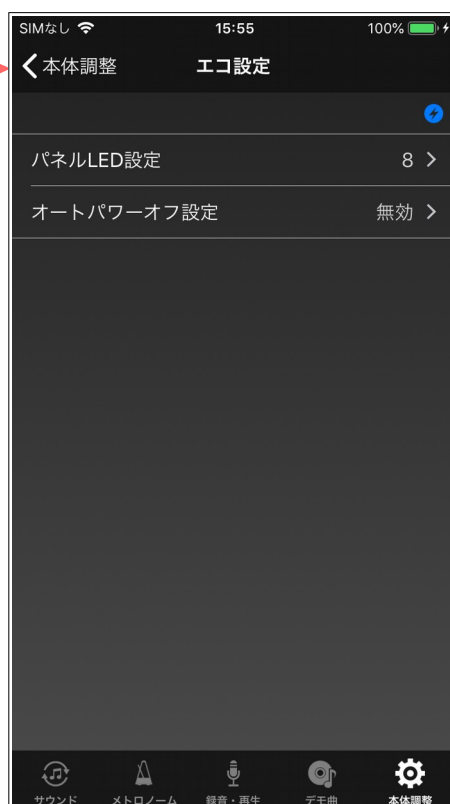 SIMなし 15:55 100%
本体調整 エコ設定
パネルLED設定 8
オートパワーオフ設定 無効
サウンド メトロノーム 録音・再生 デモ曲 本体調整